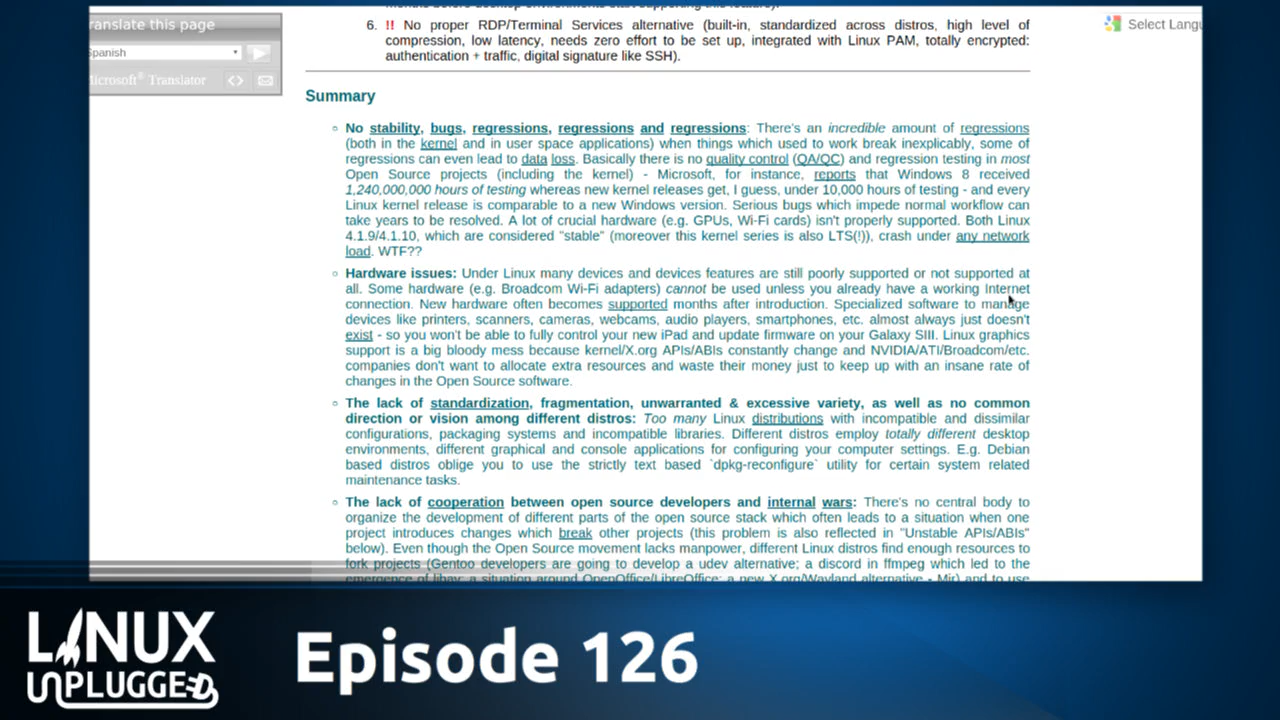 ranslate this page
Spanish
Microsoft® Translator
6. !! No proper RDP/Terminal Services alternative (built-in, standardized across distros, high level of
compression, low latency, needs zero effort to be set up, integrated with Linux PAM, totally encrypted:
authentication + traffic, digital signature like SSH).
Select Langu
Summary
No stability, bugs, regressions, regressions and regressions: There's an incredible amount of regressions
(both in the kernel and in user space applications) when things which used to work break inexplicably, some of
regressions can even lead to data loss. Basically there is no quality control (QA/QC) and regression testing in most
Open Source projects (including the kernel) - Microsoft, for instance, reports that Windows 8 received
1,240,000,000 hours of testing whereas new kernel releases get, I guess, under 10,000 hours of testing - and every
Linux kernel release is comparable to a new Windows version. Serious bugs which impede normal workflow can
take years to be resolved. A lot of crucial hardware (e.g. GPUs, Wi-Fi cards) isn't properly supported. Both Linux
4.1.9/4.1.10, which are considered "stable" (moreover this kernel series is also LTS(!)), crash under any network
load. WTF??
Hardware issues: Under Linux many devices and devices features are still poorly supported or not supported at
all. Some hardware (e.g. Broadcom Wi-Fi adapters) cannot be used unless you already have a working Internet
connection. New hardware often becomes supported months after introduction. Specialized software to manage
devices like printers, scanners, cameras, webcams, audio players, smartphones, etc. almost always just doesn't
exist - so you won't be able to fully control your new iPad and update firmware on your Galaxy SIII. Linux graphics
support is a big bloody mess because kernel/X.org APIs/ABIs constantly change and NVIDIA/ATI/Broadcom/etc.
companies don't want to allocate extra resources and waste their money just to keep up with an insane rate of
changes in the Open Source software.
The lack of standardization, fragmentation, unwarranted & excessive variety, as well as no common
direction or vision among different distros: Too many Linux distributions with incompatible and dissimilar
configurations, packaging systems and incompatible libraries. Different distros employ totally different desktop
environments, different graphical and console applications for configuring your computer settings. E.g. Debian
based distros oblige you to use the strictly text based `dpkg-reconfigure` utility for certain system related
maintenance tasks.
The lack of cooperation between open source developers and internal wars: There's no central body to
organize the development of different parts of the open source stack which often leads to a situation when one
project introduces changes which break other projects (this problem is also reflected in "Unstable APIs/ABIs"
below). Even though the Open Source movement lacks manpower, different Linux distros find enough resources to
fork projects (Gentoo developers are going to develop a udev alternative; a discord in ffmpeg which led to the
emergence of libav; a situation around OpenOffice/LibreOffice; a new X.org/Wayland alternative - Mir) and to use
LINUX
UNPLUGGED
Episode 126